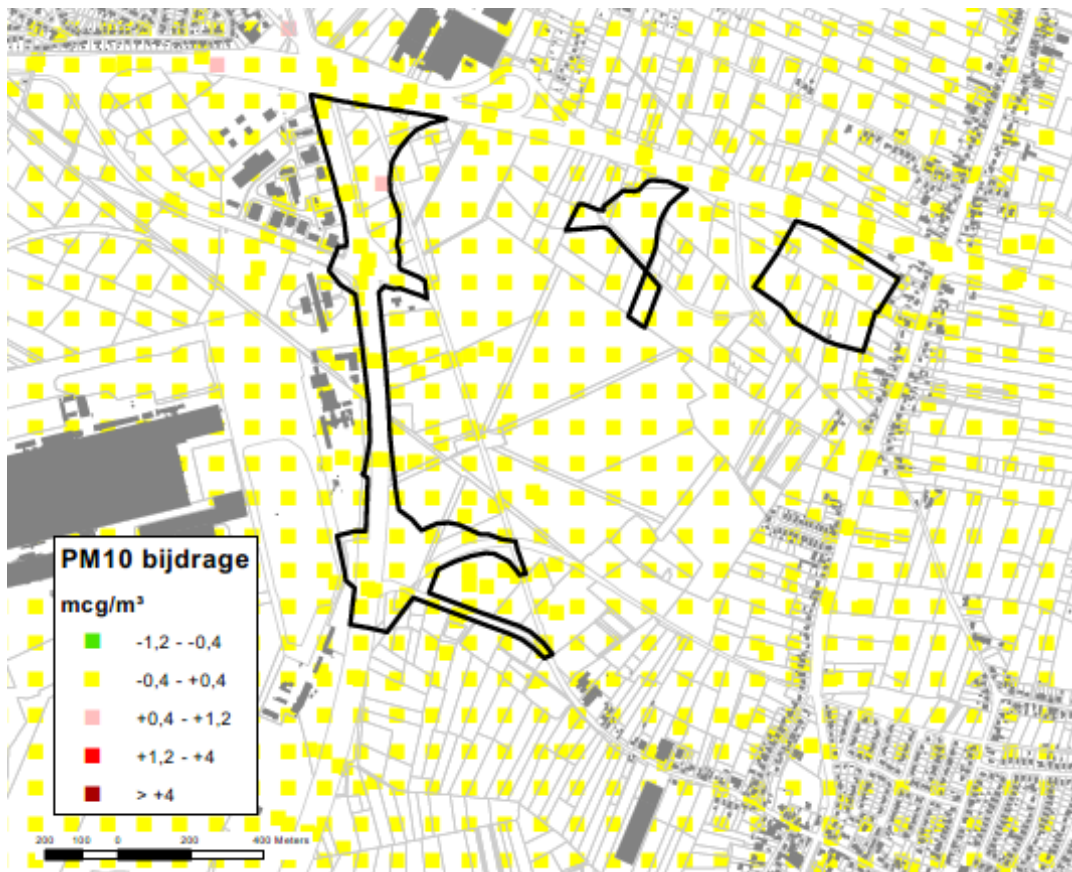 PM10 bijdrage
mcg/m³
-1,2 - -0,4
-0,4 - +0,4
+0,4 - +1,2
+1,2 - +4
> +4
200 100 0 200 400 Meters